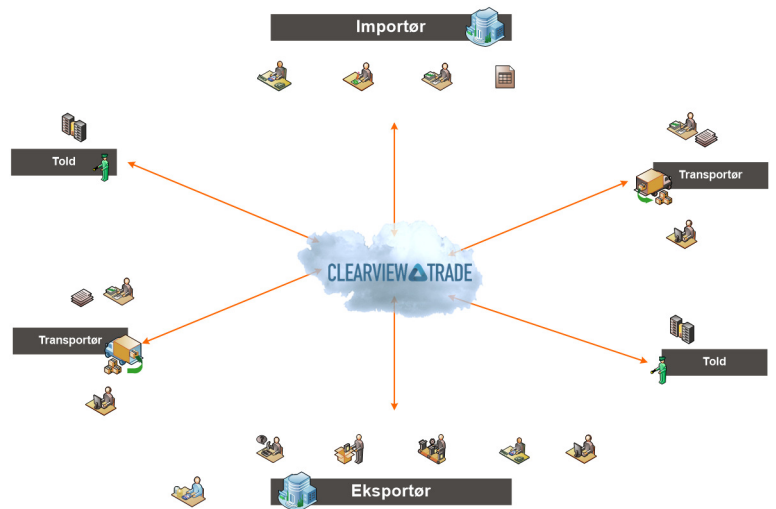 Importør
Told
Transportør
CLEARVIEW TRADE
Transportør
Told
Eksportør